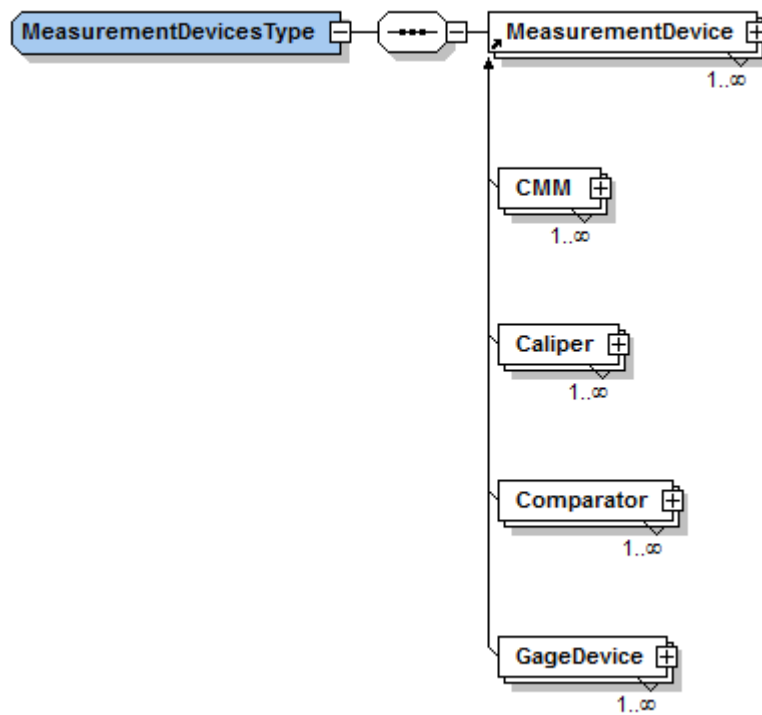 MeasurementDevicesType
MeasurementDevice
1..∞
CMM
1..∞
Caliper
1..∞
Comparator
1..∞
GageDevice
1..∞